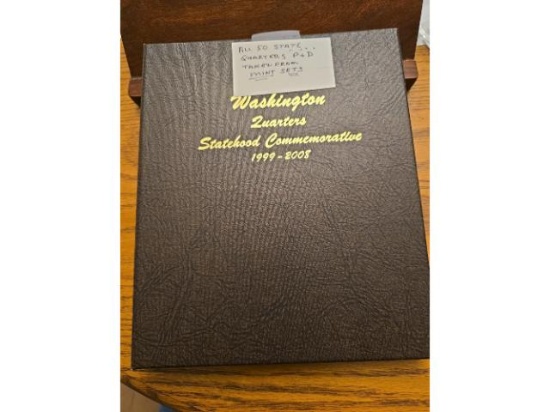 ALL 50 STATE
QUARTERS P & D
TAKEN FROM
MINT SETS
Washington
Quarters
Statehood Commemorative
1999-2008